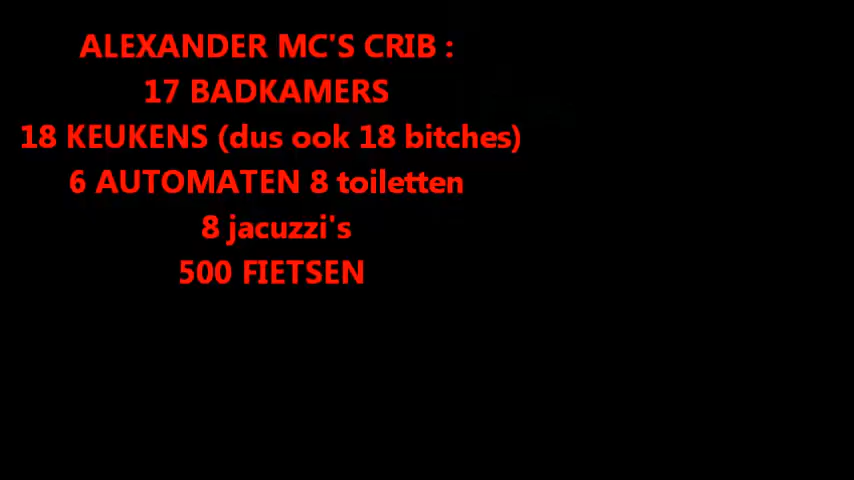 ALEXANDER MC'S CRIB :
17 BADKAMERS
18 KEUKENS (dus ook 18 bitches)
6 AUTOMATEN 8 toiletten
8 jacuzzi's
500 FIETSEN